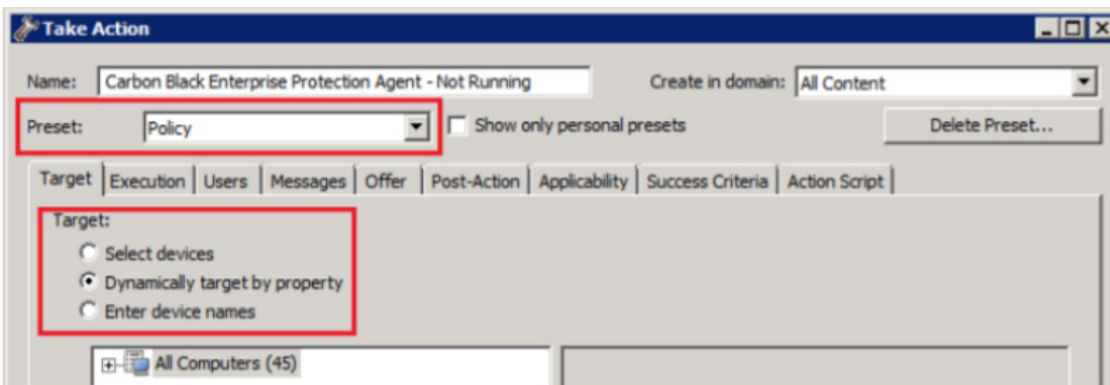 Take Action
Name: Carbon Black Enterprise Protection Agent - Not Running Create in domain: All Content
Preset: Policy Show only personal presets Delete Preset...
Target Execution Users Messages Offer Post-Action Applicability Success Criteria Action Script
Target:
Select devices
Dynamically target by property
Enter device names
All Computers (45)